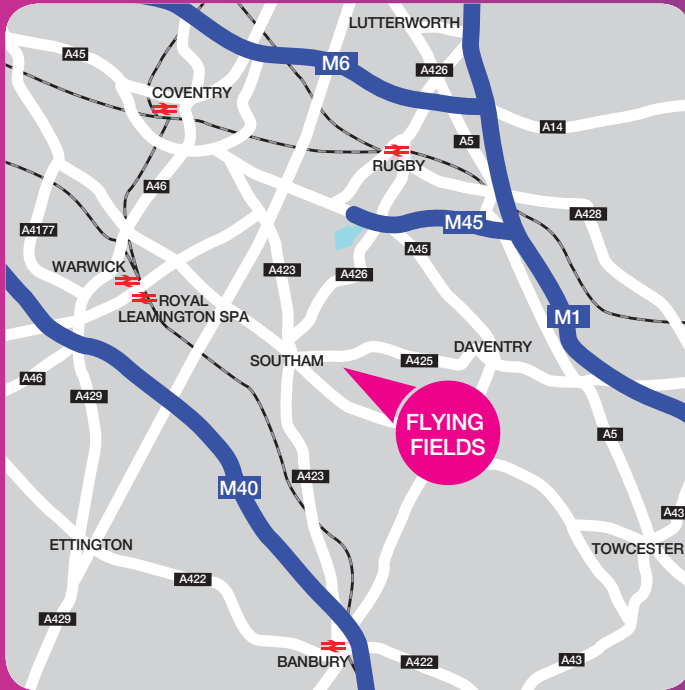 LUTTERWORTH
A45
M6
A426
COVENTRY
A14
A5
RUGBY
A46
A428
A4177
M45
A45
WARWICK
A423
A426
ROYAL
LEAMINGTON SPA
M1
DAVENTRY
SOUTHAM
A425
A46
A429
FLYING
FIELDS
A5
A423
M40
A43
ETTINGTON
TOWCESTER
A422
A429
BANBURY
A422
A43